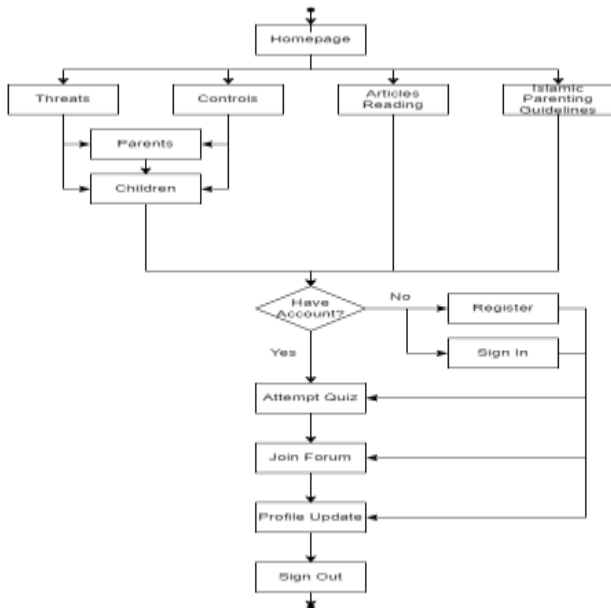 Homepage
Threats
Controls
Articles
Reading
Islamic
Parenting
Guidelines
Parents
Children
Have
Account?
No
Register
Yes
Sign In
Attempt Quiz
Join Forum
Profile Update
Sign Out